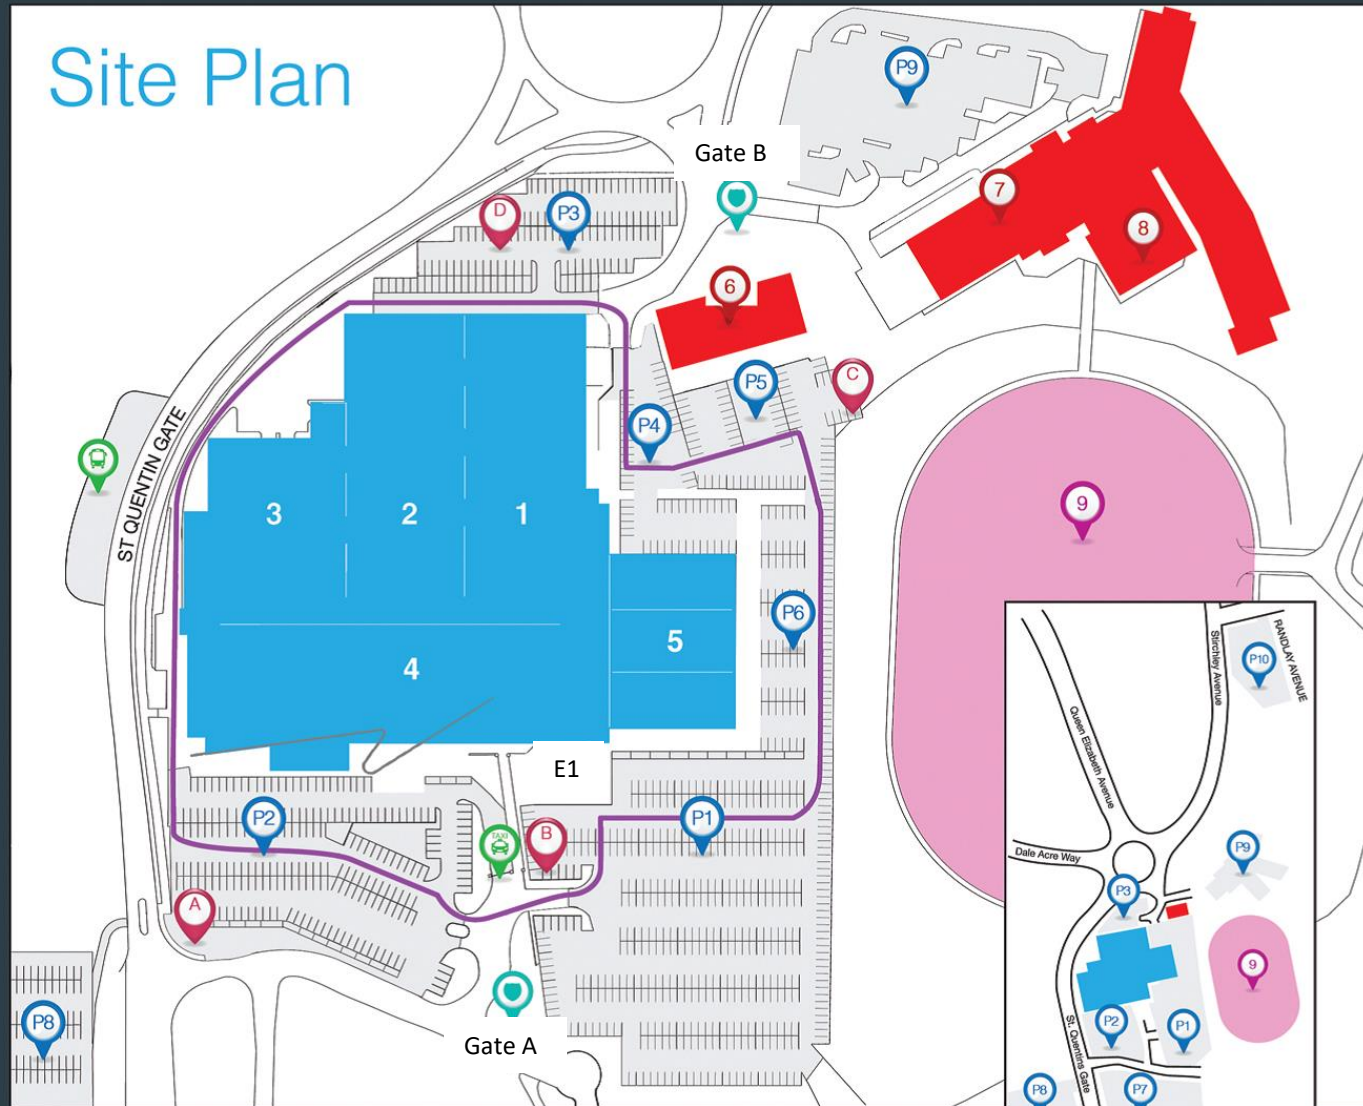 Site Plan
P9
Gate B
7
D
P3
8
6
P5
C
P4
ST QUENTIN GATE
3
2
1
9
P6
5
4
E1
P2
TAXI
B
P1
A
P8
Gate A
RANDLAY AVENUE
Stirchley Avenue
P10
Queen Elizabeth Avenue
Dale Acre Way
P9
P3
9
P2
P1
St. Quentins Gate
P8
P7